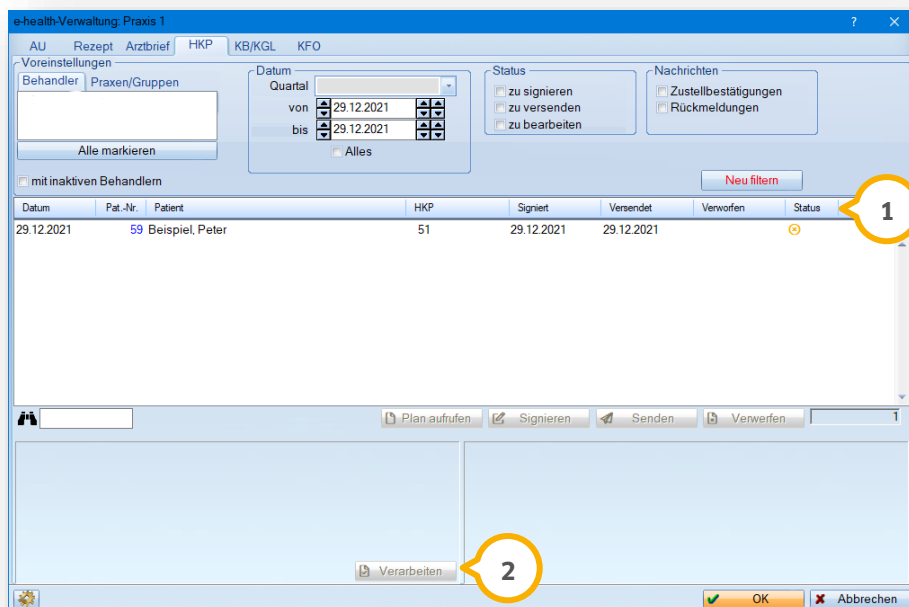 e-health-Verwaltung: Praxis 1 ?
AU Rezept Arztbrief HKP KB/KGL KFO
Voreinstellungen
Behandler Praxen/Gruppen
Alle markieren
mit inaktiven Behandlern
Datum
Quartal
von 29.12.2021
bis 29.12.2021
Alles
Status
zu signieren
zu versenden
zu bearbeiten
Nachrichten
Zustellbestätigungen
Rückmeldungen
Neu filtern
Datum Pat.-Nr. Patient HKP Signiert Versendet Verworfen Status
1
29.12.2021 59 Beispiel, Peter 51 29.12.2021 29.12.2021
Plan aufrufen Signieren Senden Verwerfen 1
Verarbeiten
2
OK Abbrechen